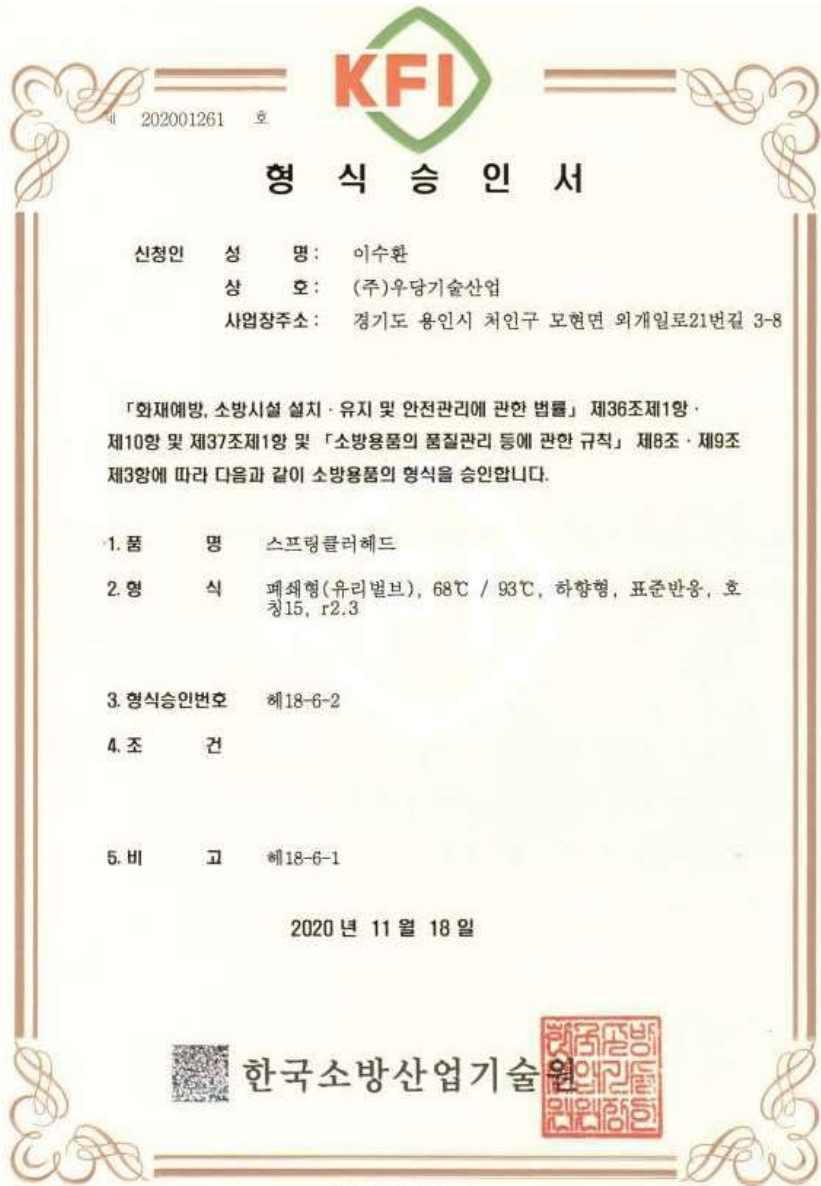 KFI
제 202001261 호
형 식 승 인 서
신청인 성 명 : 이수환
상 호 : (주)우당기술산업
사업장주소 : 경기도 용인시 처인구 모현면 외개일로21번길 3-8
「화재예방, 소방시설 설치 · 유지 및 안전관리에 관한 법률」 제36조제1항 ·
제10항 및 제37조제1항 및 「소방용품의 품질관리 등에 관한 규칙」 제8조 · 제9조
제3항에 따라 다음과 같이 소방용품의 형식을 승인합니다.
1. 품 명 스프링클러헤드
2. 형 식 폐쇄형(유리벌브), 68℃ / 93℃, 하향형, 표준반응, 호
칭15, r2.3
3. 형식승인번호 헤18-6-2
4. 조 건
5. 비 고 헤18-6-1
2020 년 11 월 18 일
한국소방산업기술원